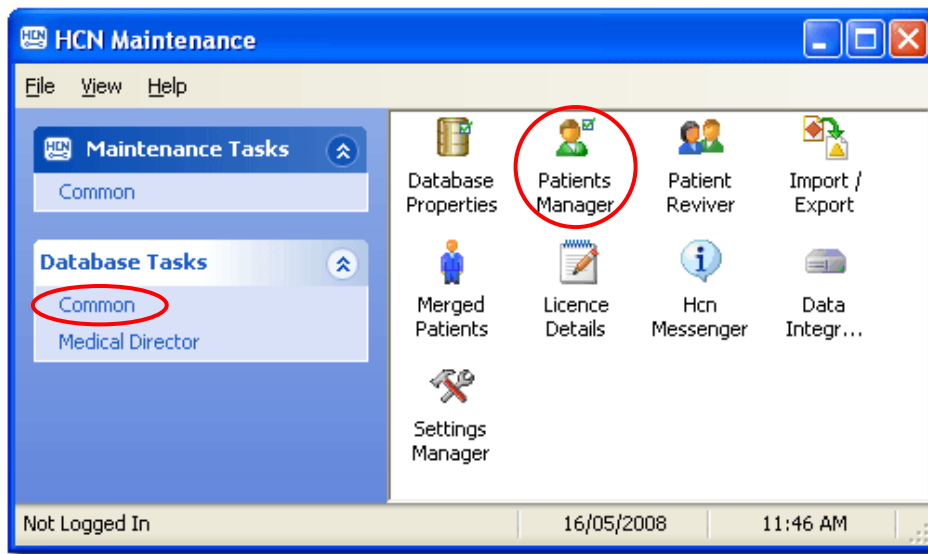 HCN Maintenance
File View Help
HCN Maintenance Tasks
Common
Database Tasks
Common
Medical Director
Database
Properties
Patients
Manager
Patient
Reviver
Import /
Export
Merged
Patients
Licence
Details
Hcn
Messenger
Data
Integr...
Settings
Manager
Not Logged In 16/05/2008 11:46 AM